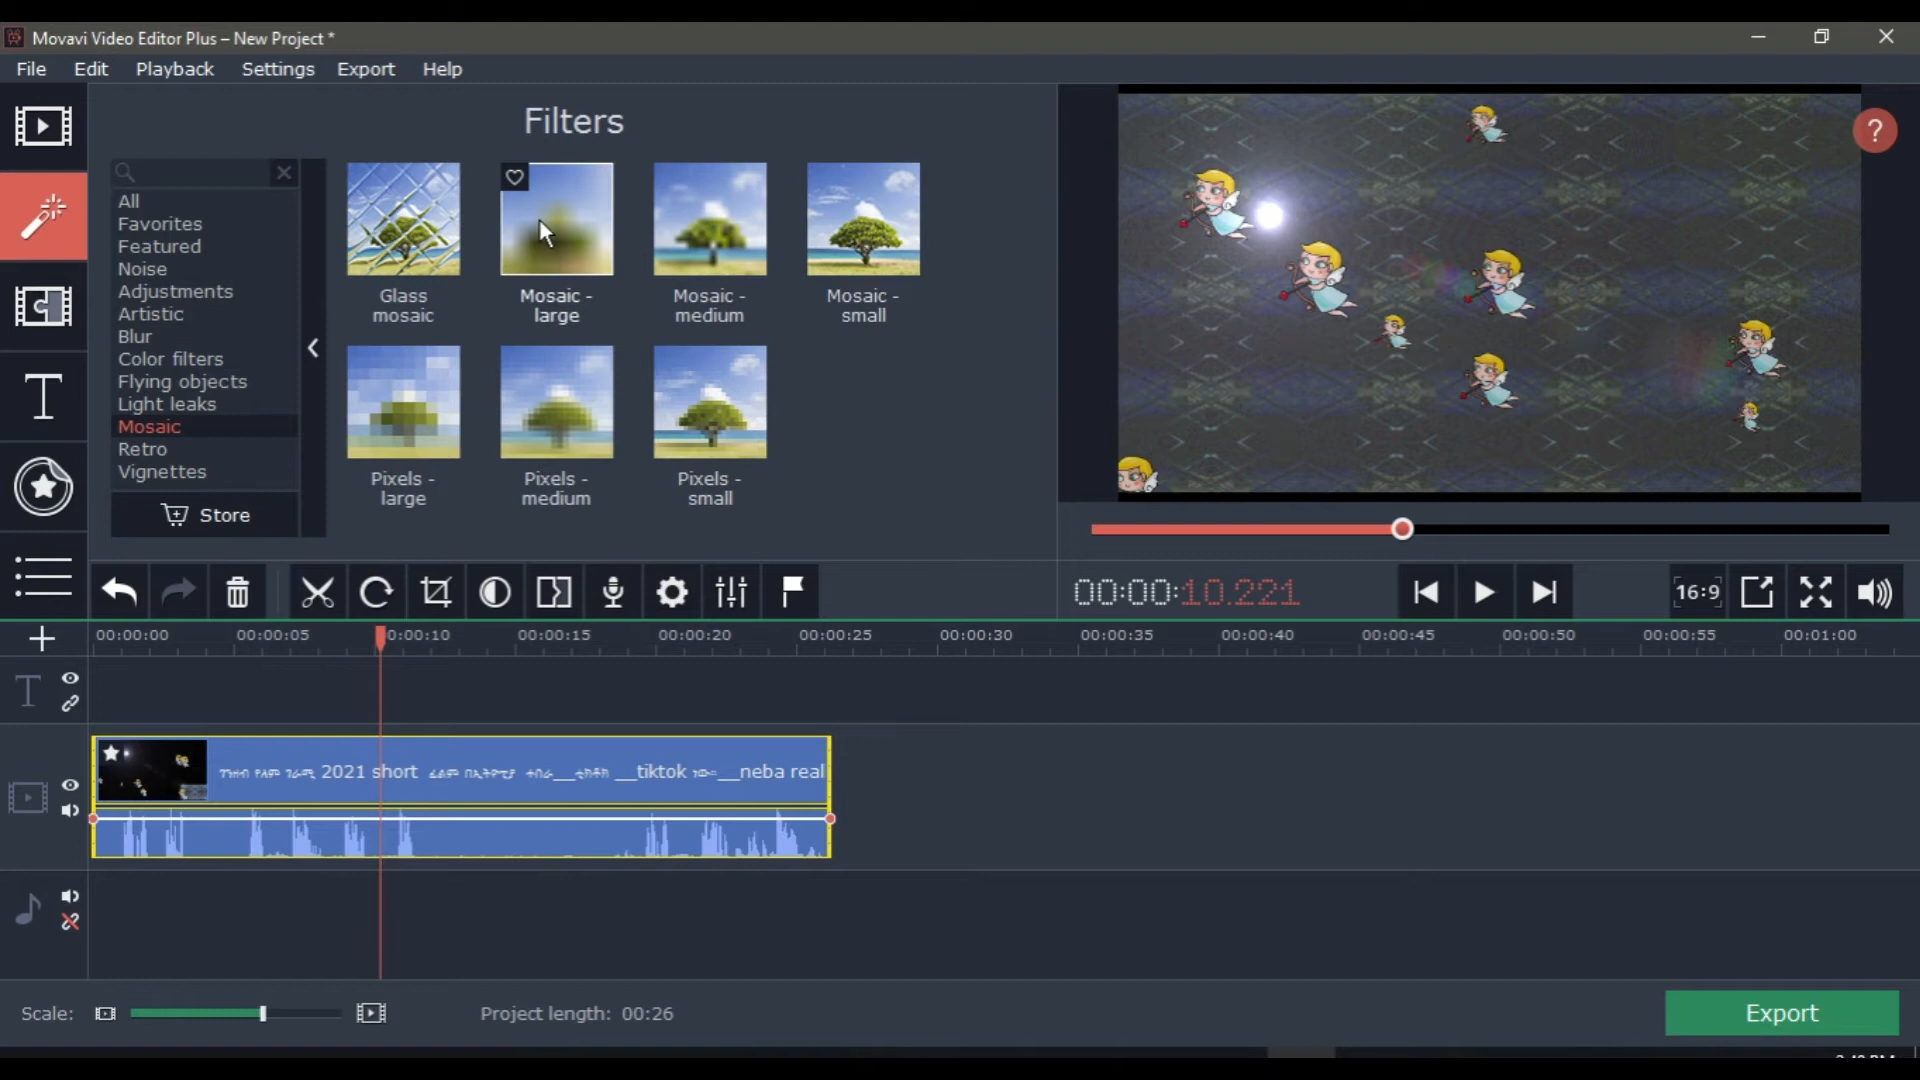 Movavi Video Editor Plus – New Project *
File Edit Playback Settings Export Help
Filters
All
Favorites
Featured
Noise
Adjustments
Artistic
Blur
Color filters
Flying objects
Light leaks
Mosaic
Retro
Vignettes
Store
Glass mosaic
Mosaic - large
Mosaic - medium
Mosaic - small
Pixels - large
Pixels - medium
Pixels - small
?
00:00:10.221
16:9
00:00:00 00:00:05 0:00:10 00:00:15 00:00:20 00:00:25 00:00:30 00:00:35 00:00:40 00:00:45 00:00:50 00:00:55 00:01:00
2021 short __tiktok __neba real
Scale:
Project length: 00:26
Export